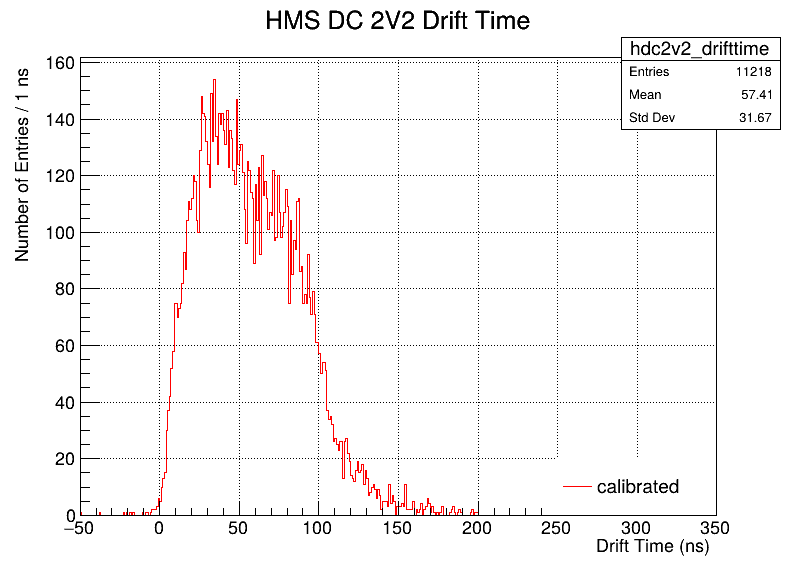 HMS DC 2V2 Drift Time
hdc2v2_drifttime
Entries 11218
Mean 57.41
Std Dev 31.67
Number of Entries / 1 ns
160
140
120
100
80
60
40
20
0
−50 0 50 100 150 200 250 300 350
calibrated
Drift Time (ns)